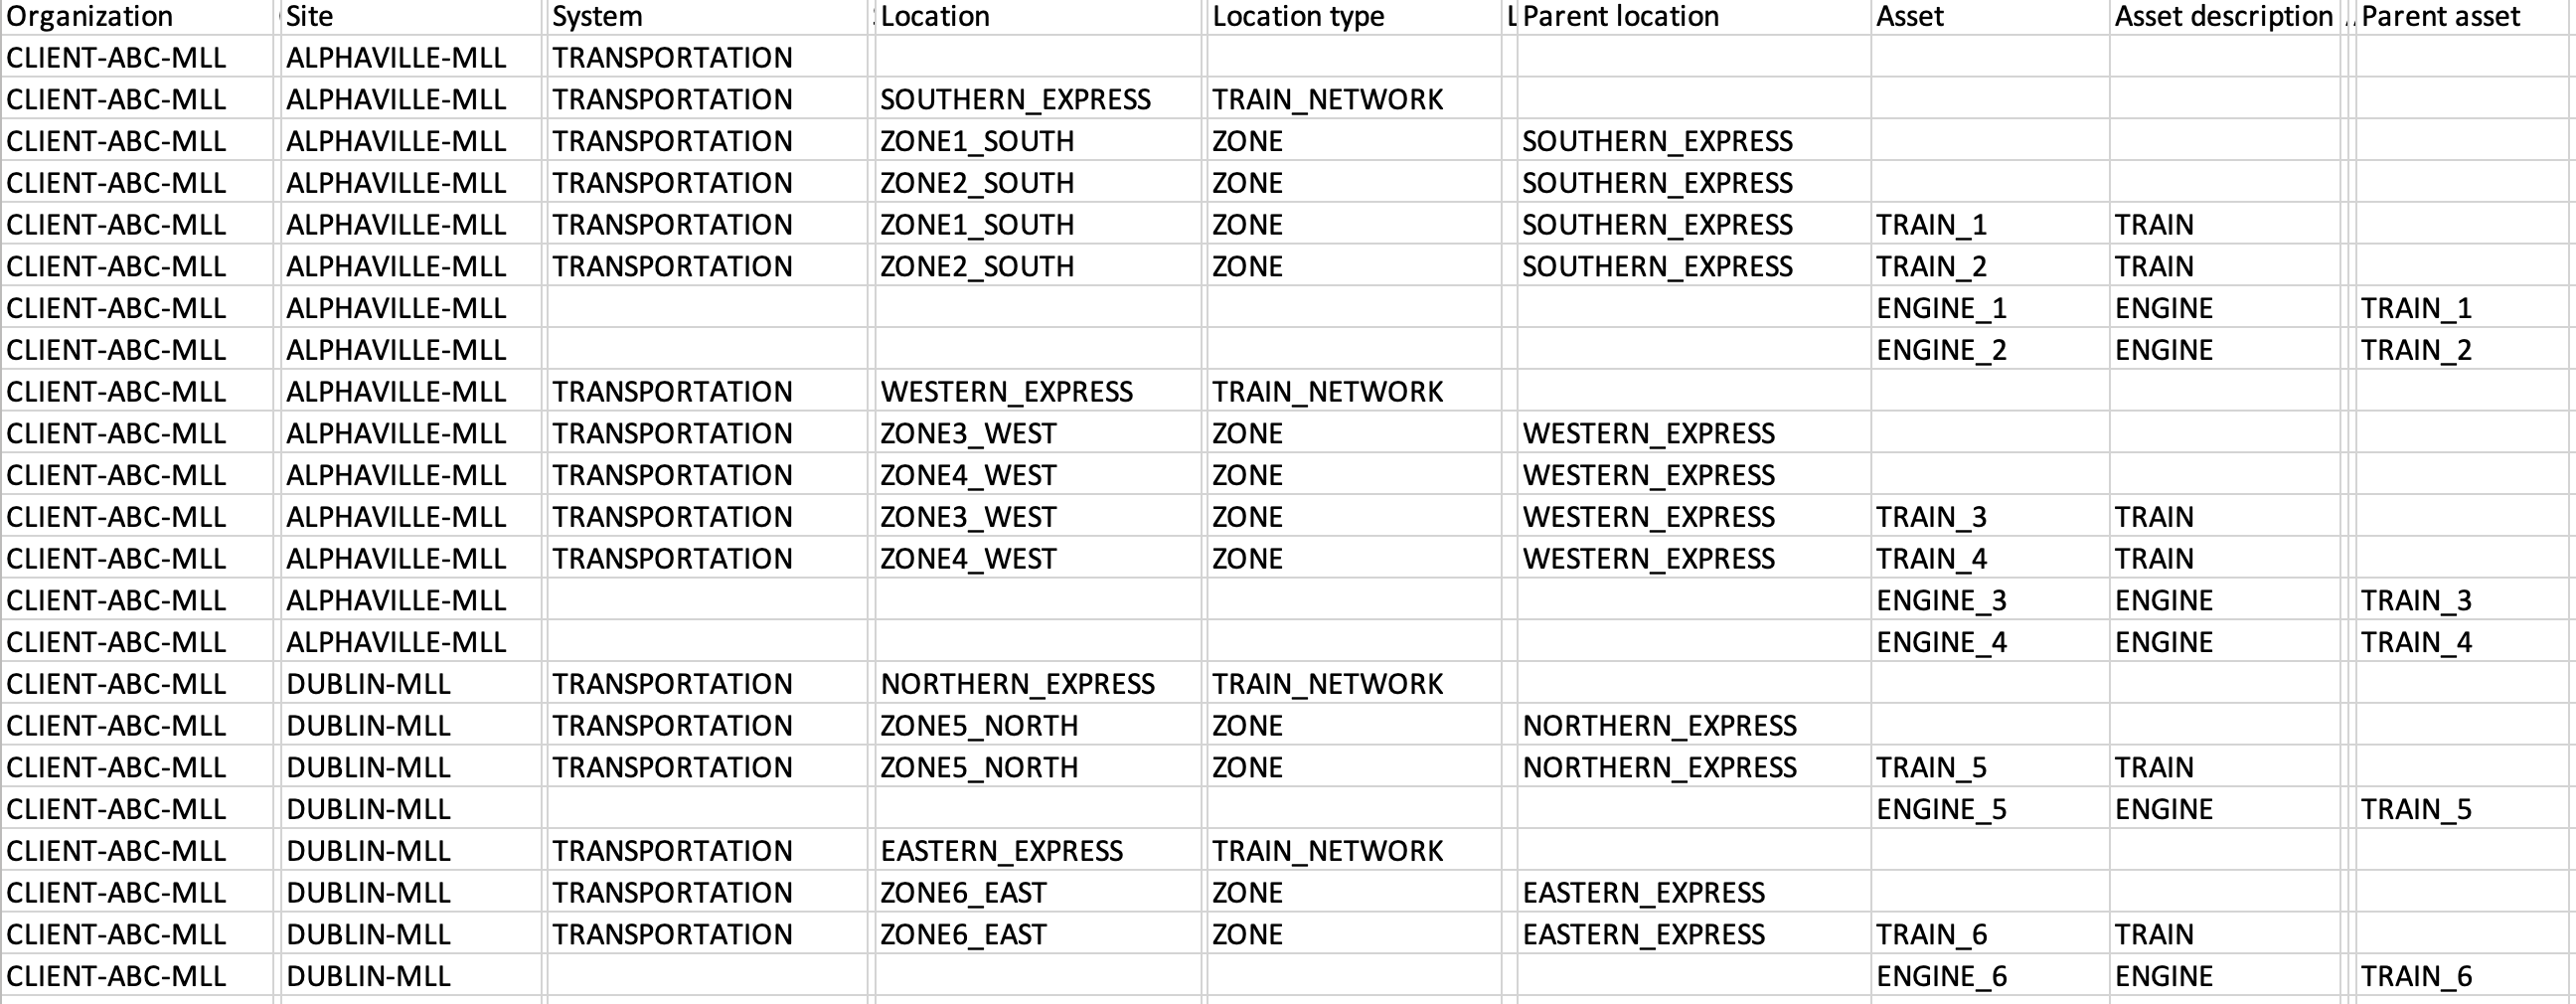 Organization Site System Location Location type L Parent location Asset Asset description Parent asset
CLIENT-ABC-MLL ALPHAVILLE-MLL TRANSPORTATION
CLIENT-ABC-MLL ALPHAVILLE-MLL TRANSPORTATION SOUTHERN_EXPRESS TRAIN_NETWORK
CLIENT-ABC-MLL ALPHAVILLE-MLL TRANSPORTATION ZONE1_SOUTH ZONE SOUTHERN_EXPRESS
CLIENT-ABC-MLL ALPHAVILLE-MLL TRANSPORTATION ZONE2_SOUTH ZONE SOUTHERN_EXPRESS
CLIENT-ABC-MLL ALPHAVILLE-MLL TRANSPORTATION ZONE1_SOUTH ZONE SOUTHERN_EXPRESS TRAIN_1 TRAIN
CLIENT-ABC-MLL ALPHAVILLE-MLL TRANSPORTATION ZONE2_SOUTH ZONE SOUTHERN_EXPRESS TRAIN_2 TRAIN
CLIENT-ABC-MLL ALPHAVILLE-MLL ENGINE_1 ENGINE TRAIN_1
CLIENT-ABC-MLL ALPHAVILLE-MLL ENGINE_2 ENGINE TRAIN_2
CLIENT-ABC-MLL ALPHAVILLE-MLL TRANSPORTATION WESTERN_EXPRESS TRAIN_NETWORK
CLIENT-ABC-MLL ALPHAVILLE-MLL TRANSPORTATION ZONE3_WEST ZONE WESTERN_EXPRESS
CLIENT-ABC-MLL ALPHAVILLE-MLL TRANSPORTATION ZONE4_WEST ZONE WESTERN_EXPRESS
CLIENT-ABC-MLL ALPHAVILLE-MLL TRANSPORTATION ZONE3_WEST ZONE WESTERN_EXPRESS TRAIN_3 TRAIN
CLIENT-ABC-MLL ALPHAVILLE-MLL TRANSPORTATION ZONE4_WEST ZONE WESTERN_EXPRESS TRAIN_4 TRAIN
CLIENT-ABC-MLL ALPHAVILLE-MLL ENGINE_3 ENGINE TRAIN_3
CLIENT-ABC-MLL ALPHAVILLE-MLL ENGINE_4 ENGINE TRAIN_4
CLIENT-ABC-MLL DUBLIN-MLL TRANSPORTATION NORTHERN_EXPRESS TRAIN_NETWORK
CLIENT-ABC-MLL DUBLIN-MLL TRANSPORTATION ZONE5_NORTH ZONE NORTHERN_EXPRESS
CLIENT-ABC-MLL DUBLIN-MLL TRANSPORTATION ZONE5_NORTH ZONE NORTHERN_EXPRESS TRAIN_5 TRAIN
CLIENT-ABC-MLL DUBLIN-MLL ENGINE_5 ENGINE TRAIN_5
CLIENT-ABC-MLL DUBLIN-MLL TRANSPORTATION EASTERN_EXPRESS TRAIN_NETWORK
CLIENT-ABC-MLL DUBLIN-MLL TRANSPORTATION ZONE6_EAST ZONE EASTERN_EXPRESS
CLIENT-ABC-MLL DUBLIN-MLL TRANSPORTATION ZONE6_EAST ZONE EASTERN_EXPRESS TRAIN_6 TRAIN
CLIENT-ABC-MLL DUBLIN-MLL ENGINE_6 ENGINE TRAIN_6